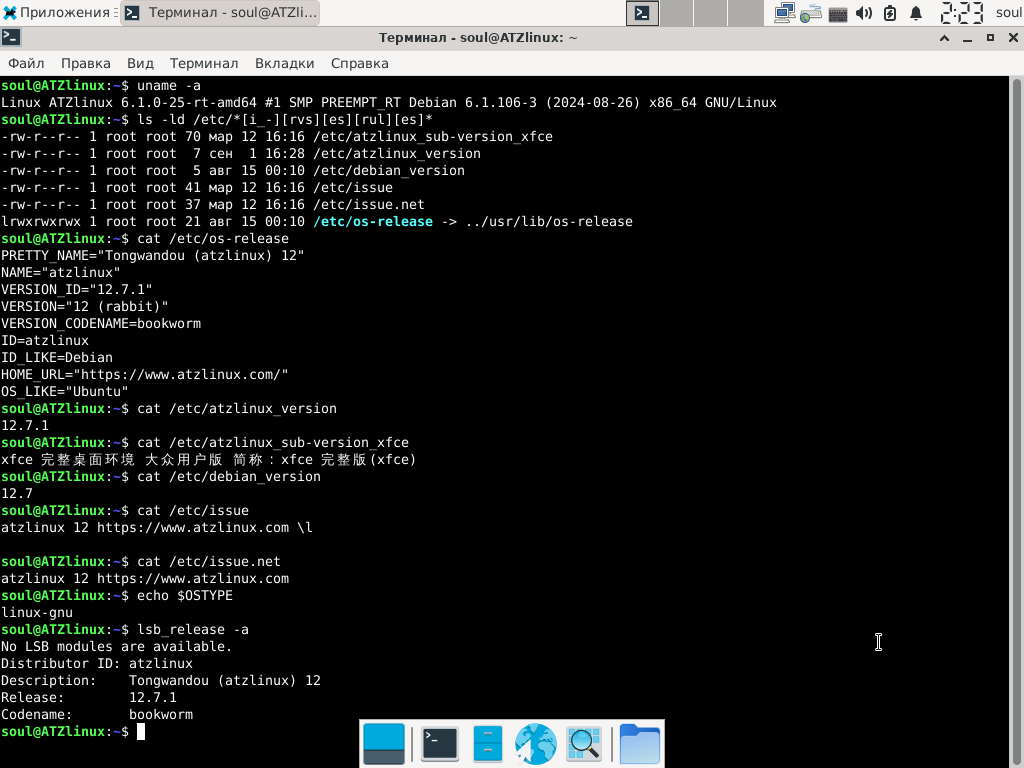 Приложения Терминал - soul@ATZli... 2:23 soul
Терминал - soul@ATZlinux: ~
Файл Правка Вид Терминал Вкладки Справка
soul@ATZlinux:~$ uname -a
Linux ATZlinux 6.1.0-25-rt-amd64 #1 SMP PREEMPT_RT Debian 6.1.106-3 (2024-08-26) x86_64 GNU/Linux
soul@ATZlinux:~$ ls -ld /etc/*[i_-][rvs][es][rul][es]*
-rw-r--r-- 1 root root 70 мар 12 16:16 /etc/atzlinux_sub-version_xfce
-rw-r--r-- 1 root root  7 сен  1 16:28 /etc/atzlinux_version
-rw-r--r-- 1 root root  5 авг 15 00:10 /etc/debian_version
-rw-r--r-- 1 root root 41 мар 12 16:16 /etc/issue
-rw-r--r-- 1 root root 37 мар 12 16:16 /etc/issue.net
lrwxrwxrwx 1 root root 21 авг 15 00:10 /etc/os-release -> ../usr/lib/os-release
soul@ATZlinux:~$ cat /etc/os-release
PRETTY_NAME="Tongwandou (atzlinux) 12"
NAME="atzlinux"
VERSION_ID="12.7.1"
VERSION="12 (rabbit)"
VERSION_CODENAME=bookworm
ID=atzlinux
ID_LIKE=Debian
HOME_URL="https://www.atzlinux.com/"
OS_LIKE="Ubuntu"
soul@ATZlinux:~$ cat /etc/atzlinux_version
12.7.1
soul@ATZlinux:~$ cat /etc/atzlinux_sub-version_xfce
xfce 完整桌面环境 大众用户版 简称：xfce 完整版(xfce)
soul@ATZlinux:~$ cat /etc/debian_version
12.7
soul@ATZlinux:~$ cat /etc/issue
atzlinux 12 https://www.atzlinux.com \l
soul@ATZlinux:~$ cat /etc/issue.net
atzlinux 12 https://www.atzlinux.com
soul@ATZlinux:~$ echo $OSTYPE
linux-gnu
soul@ATZlinux:~$ lsb_release -a
No LSB modules are available.
Distributor ID: atzlinux
Description:    Tongwandou (atzlinux) 12
Release:        12.7.1
Codename:       bookworm
soul@ATZlinux:~$